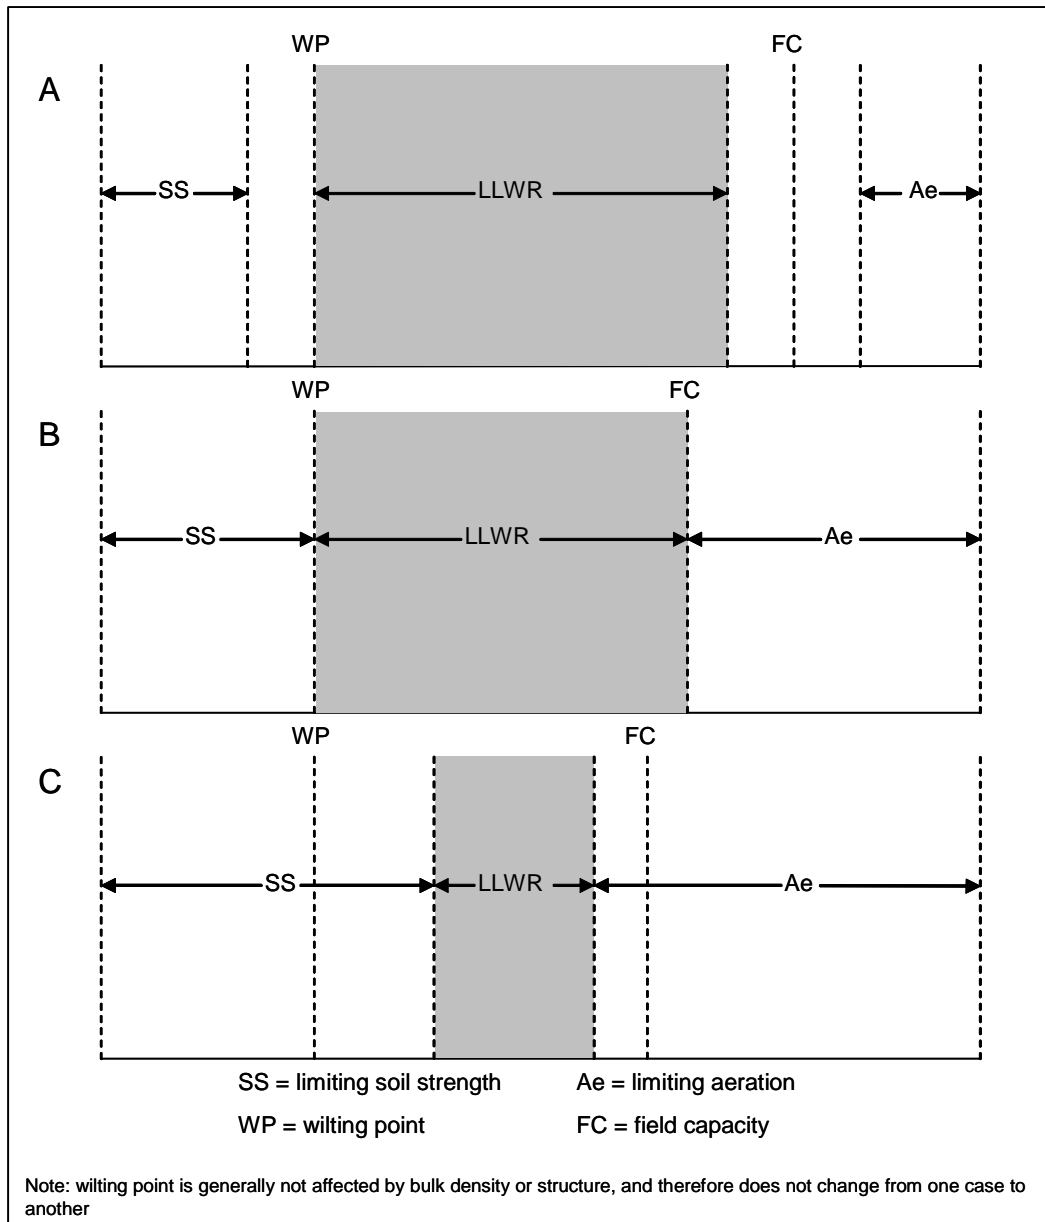 WP FC
A
SS LLWR Ae
WP FC
B
SS LLWR Ae
WP FC
C
SS LLWR Ae
SS = limiting soil strength Ae = limiting aeration
WP = wilting point FC = field capacity
Note: wilting point is generally not affected by bulk density or structure, and therefore does not change from one case to
another